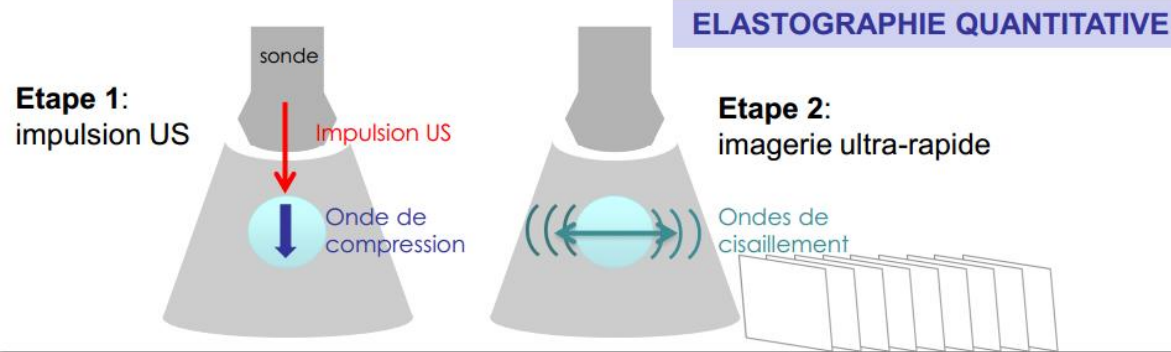 ELASTOGRAPHIE QUANTITATIVE
sonde
Etape 1:
impulsion US
Impulsion US
Onde de
compression
Etape 2:
imagerie ultra-rapide
Ondes de
cisaillement